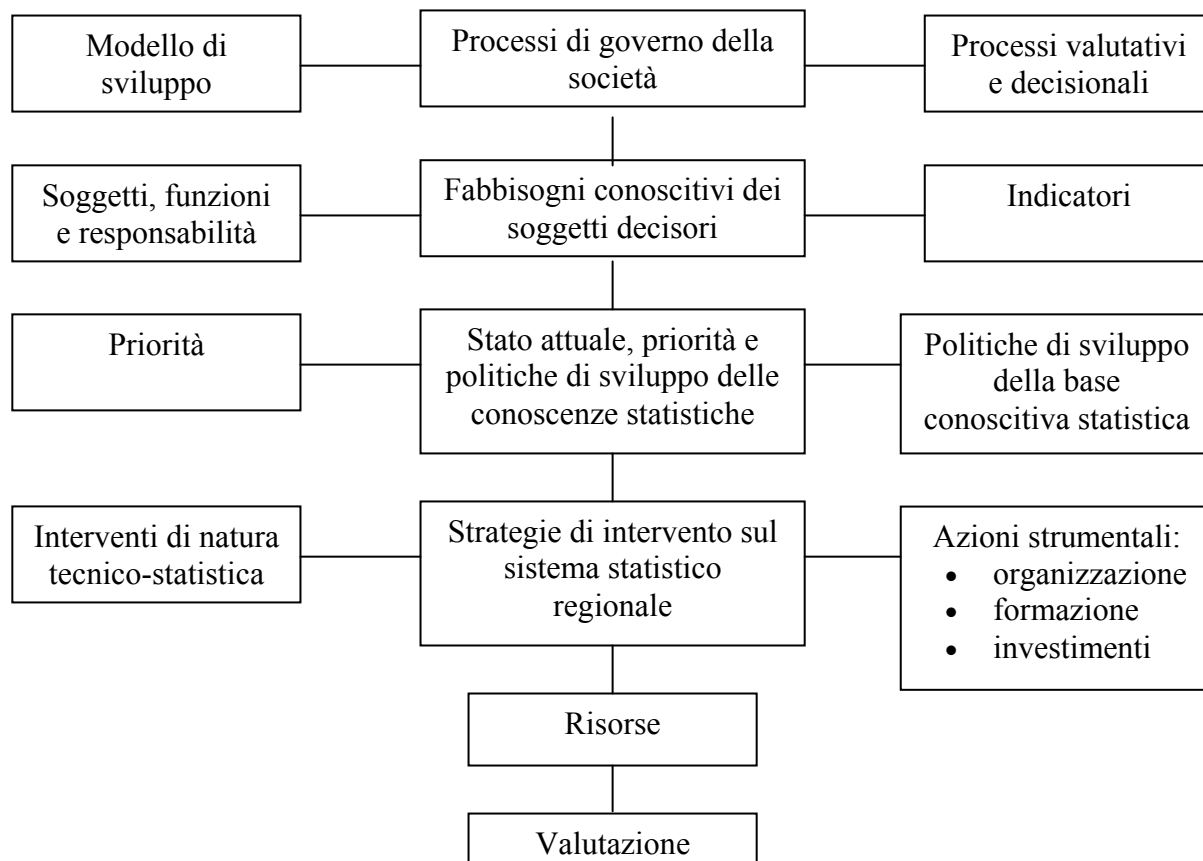 Modello di
sviluppo
Processi di governo della
società
Processi valutativi
e decisionali
Soggetti, funzioni
e responsabilità
Fabbisogni conoscitivi dei
soggetti decisori
Indicatori
Priorità
Stato attuale, priorità e
politiche di sviluppo delle
conoscenze statistiche
Politiche di sviluppo
della base
conoscitiva statistica
Interventi di natura
tecnico-statistica
Strategie di intervento sul
sistema statistico
regionale
Azioni strumentali:
• organizzazione
• formazione
• investimenti
Risorse
Valutazione